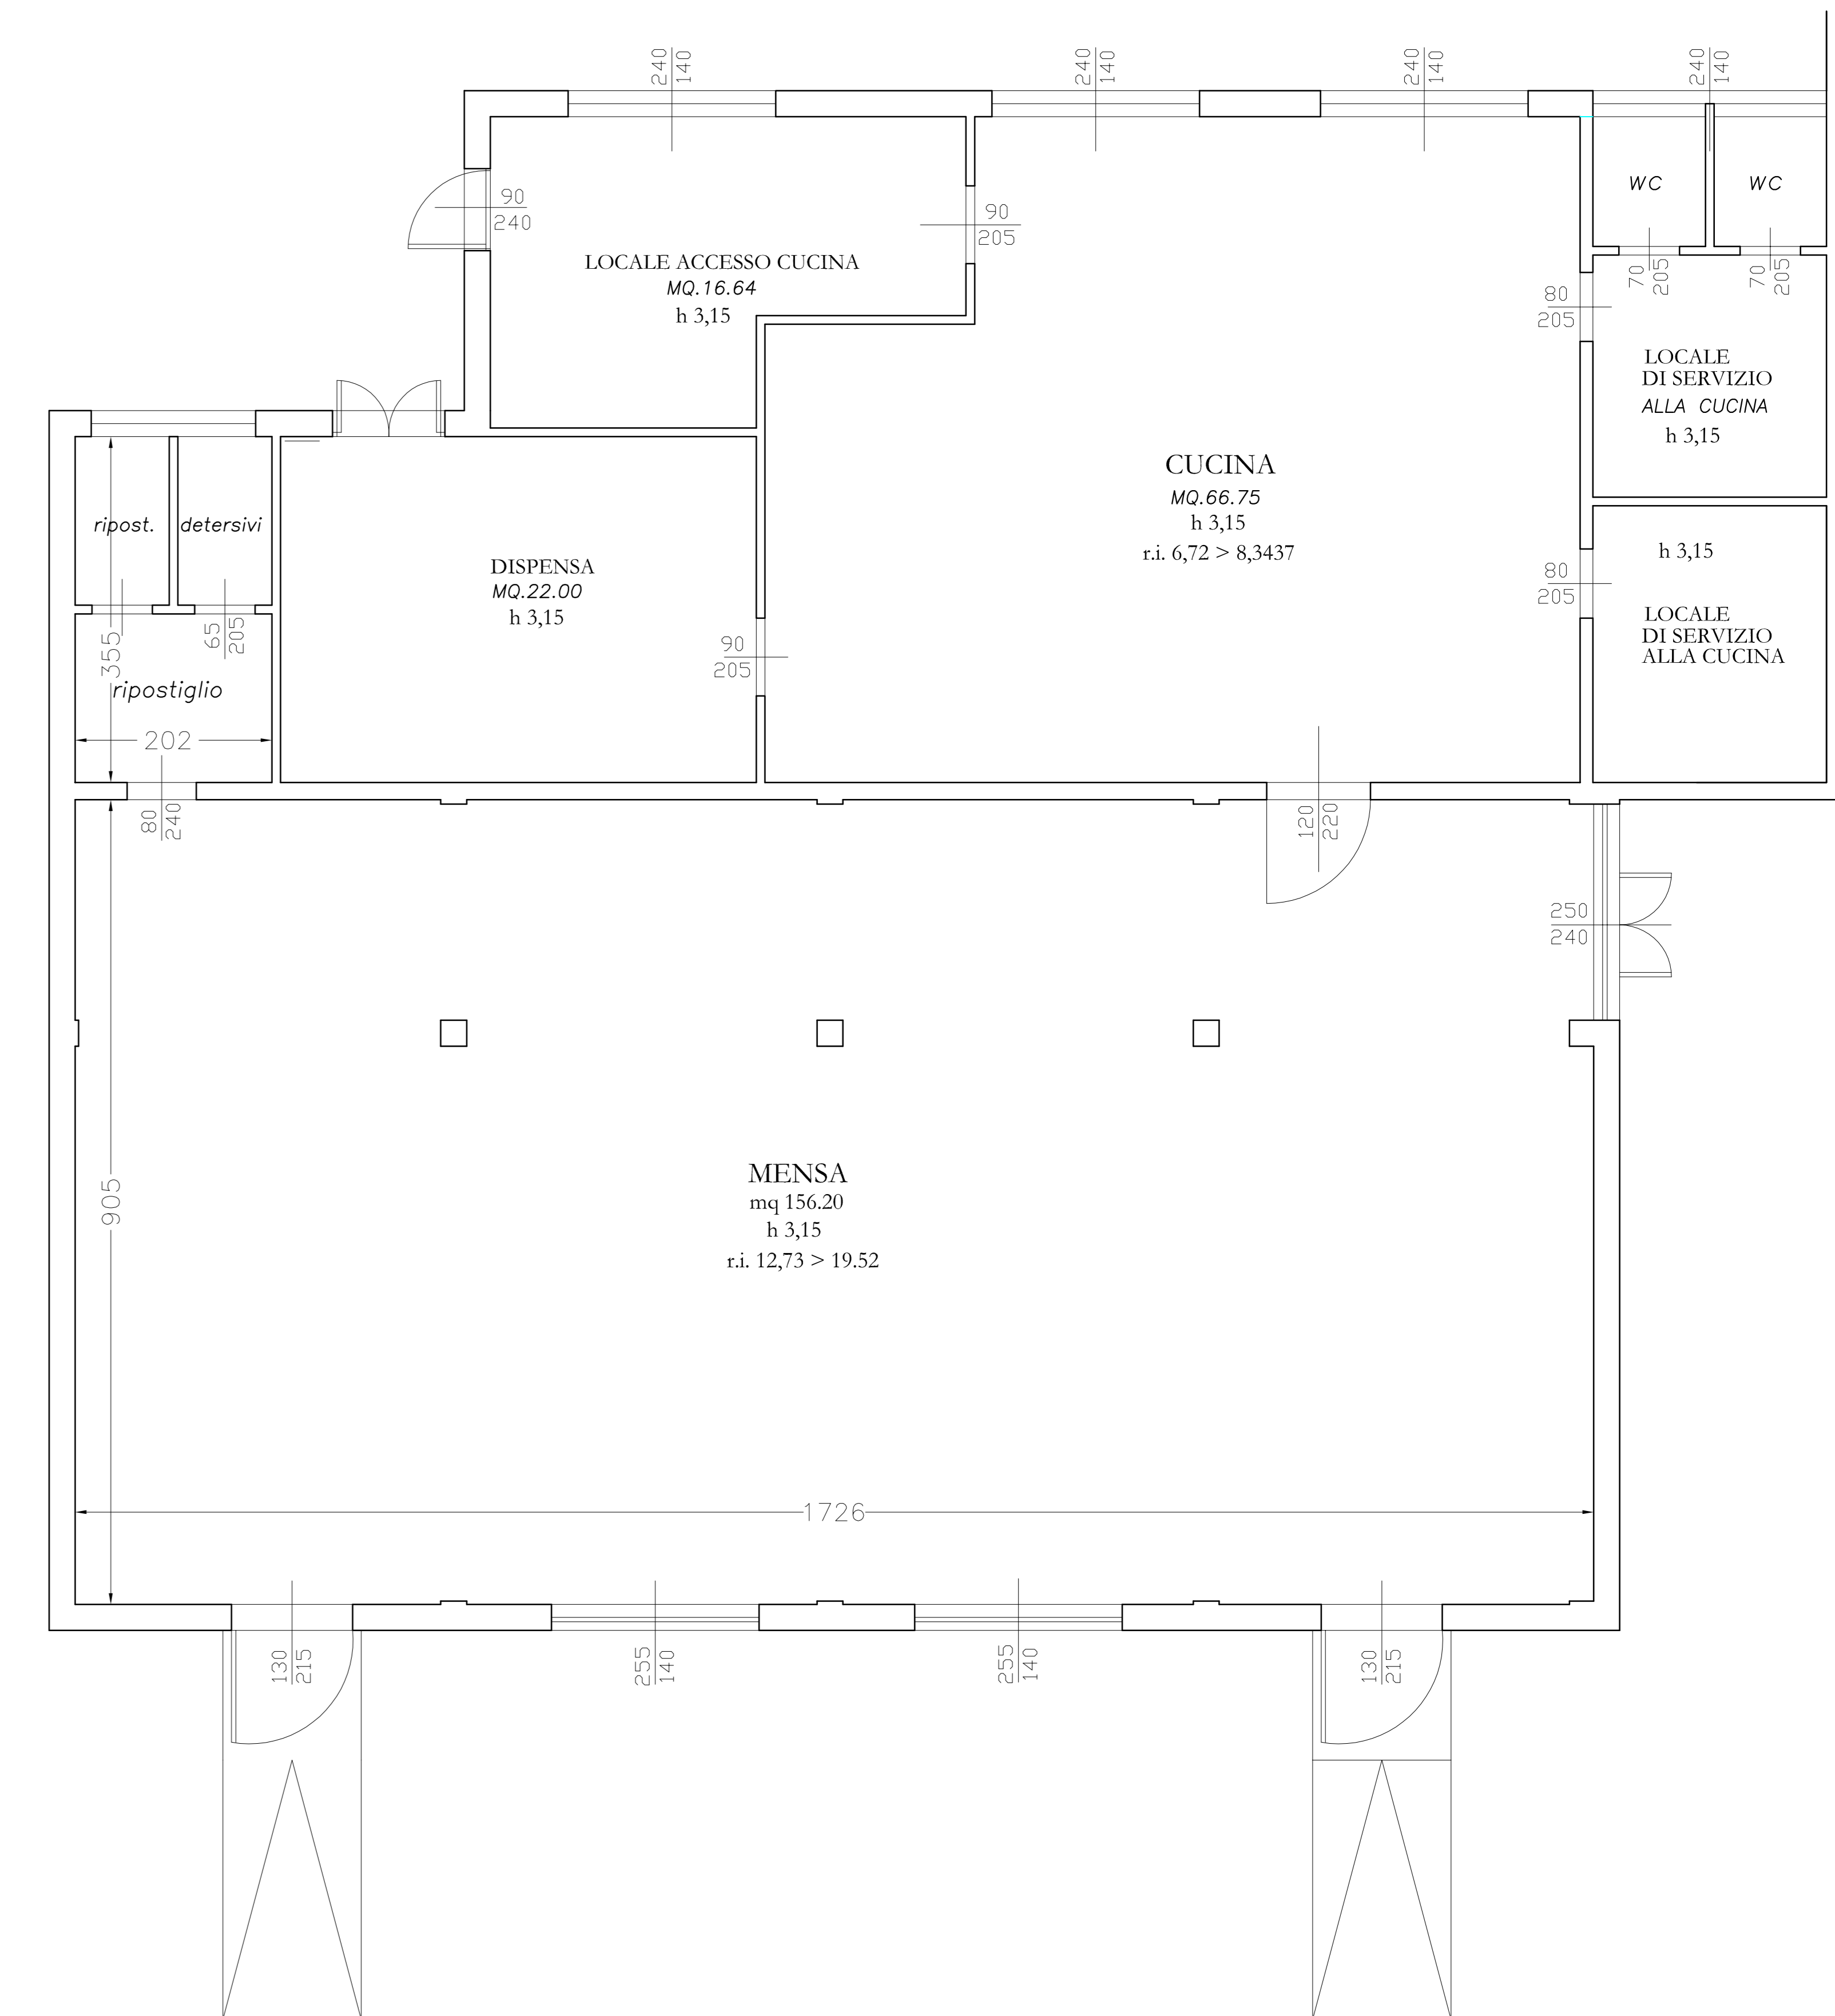 240
140
240
140
240
140
240
140
WC
WC
90
240
90
205
LOCALE ACCESSO CUCINA
MQ.16.64
h 3,15
70
205
70
205
80
205
LOCALE
DI SERVIZIO
ALLA CUCINA
h 3,15
CUCINA
MQ.66.75
h 3,15
r.i. 6,72 > 8,3437
ripost.
detersivi
DISPENSA
MQ.22.00
h 3,15
80
205
h 3,15
LOCALE
DI SERVIZIO
ALLA CUCINA
355
65
205
90
205
ripostiglio
202
80
240
120
220
250
240
905
MENSA
mq 156.20
h 3,15
r.i. 12,73 > 19.52
1726
130
215
255
140
255
140
130
215